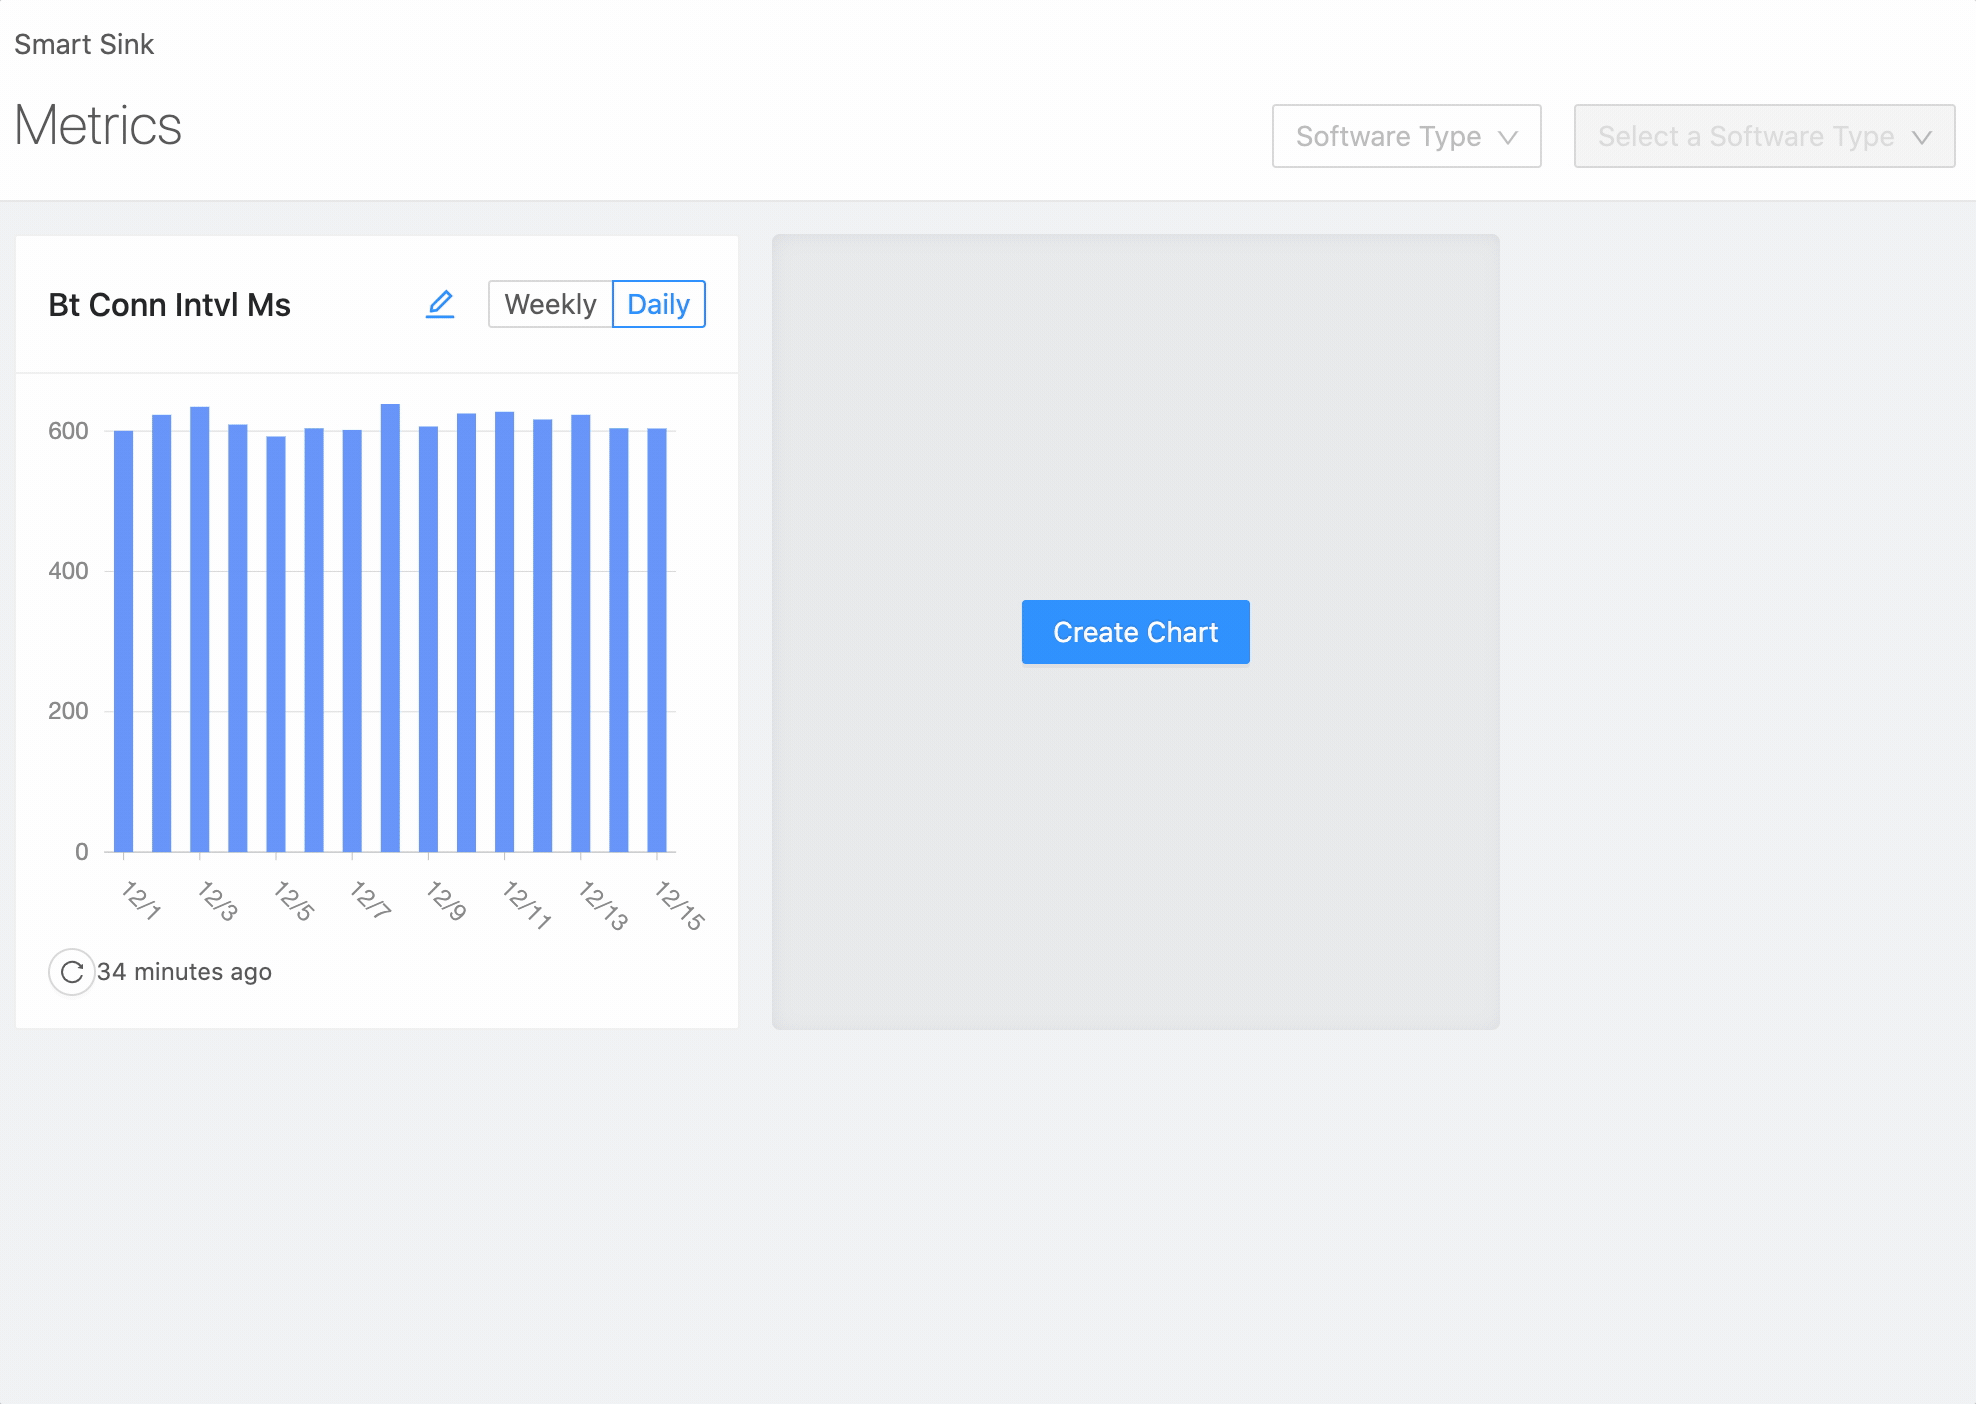 Smart Sink
Metrics
Software Type
Select a Software Type
Bt Conn Intvl Ms
Weekly
Daily
600
400
200
0
12/1
12/3
12/5
12/7
12/9
12/11
12/13
12/15
34 minutes ago
Create Chart